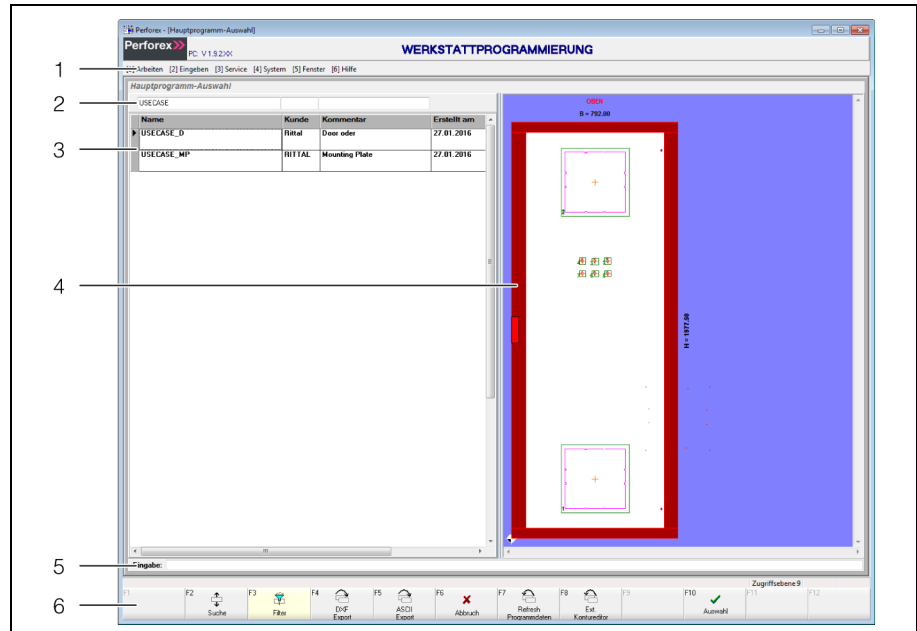 Perforex - [Hauptprogramm-Auswahl]
Perforex
PC: V 1.9.2>XX
WERKSTATTPROGRAMMIERUNG
1
[1] Arbeiten [2] Eingeben [3] Service [4] System [5] Fenster [6] Hilfe
Hauptprogramm-Auswahl
2
USECASE
Name Kunde Kommentar Erstellt am
3
USECASE_D Rittal Door oder 27.01.2016
USECASE_MP RITTAL Mounting Plate 27.01.2016
OBEN
B = 792.00
2
4
H = 1977.50
1
5
Eingabe:
Zugriffsebene 9
6
F1
F2 Suche
F3 Filter
F4 DXF Export
F5 ASCII Export
F6 Abbruch
F7 Refresh Programmdaten
F8 Ext. Kontureditor
F9
F10 Auswahl
F11
F12